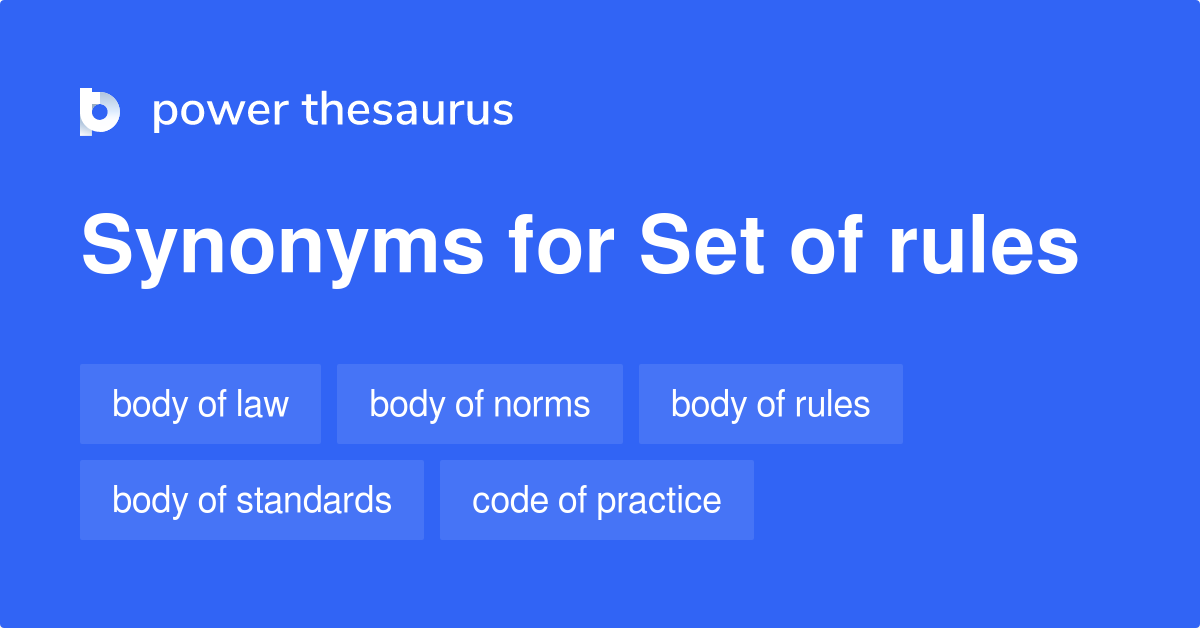 power thesaurus
Synonyms for Set of rules
body of law body of norms body of rules
body of standards code of practice